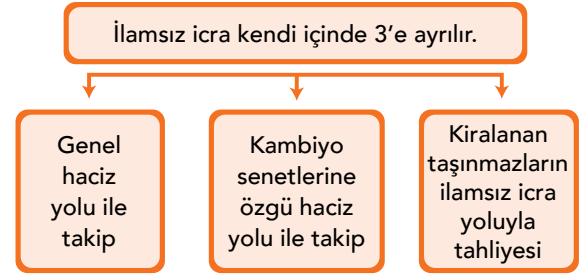 İlamsız icra kendi içinde 3’e ayrılır.
Genel
haciz
yolu ile
takip
Kambiyo
senetlerine
özgü haciz
yolu ile takip
Kiralanan
taşınmazların
ilamsız icra
yoluyla
tahliyesi